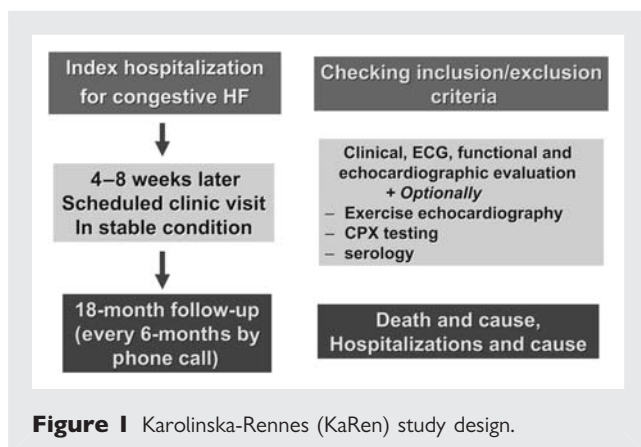 Index hospitalization
for congestive HF
Checking inclusion/exclusion
criteria
4–8 weeks later
Scheduled clinic visit
In stable condition
Clinical, ECG, functional and
echocardiographic evaluation
+ Optionally
– Exercise echocardiography
– CPX testing
– serology
18-month follow-up
(every 6-months by
phone call)
Death and cause,
Hospitalizations and cause
Figure 1 Karolinska-Rennes (KaRen) study design.